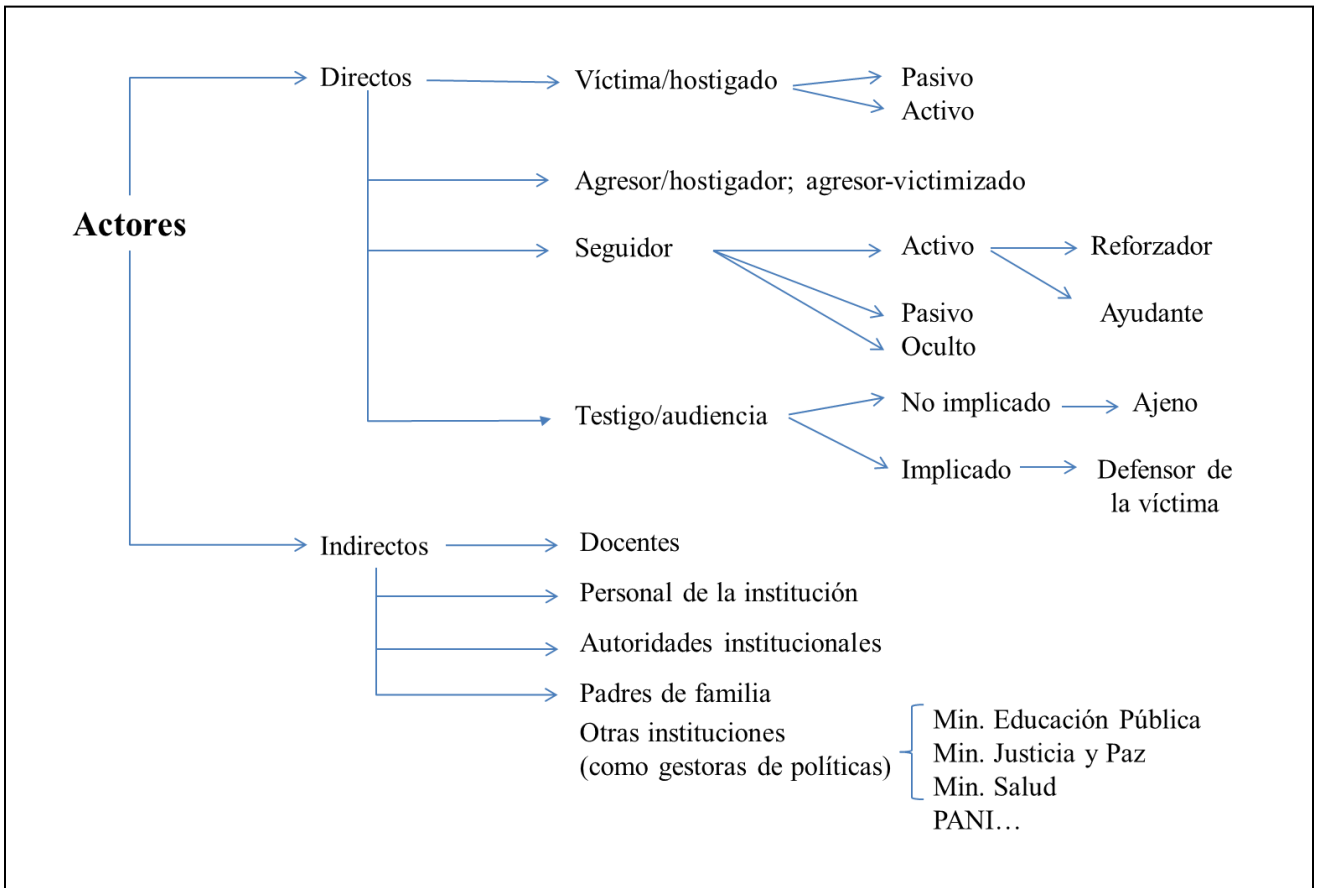 Actores
Directos
Víctima/hostigado
Pasivo
Activo
Agresor/hostigador; agresor-victimizado
Seguidor
Activo
Reforzador
Ayudante
Pasivo
Oculto
Testigo/audiencia
No implicado
Ajeno
Implicado
Defensor de
la víctima
Indirectos
Docentes
Personal de la institución
Autoridades institucionales
Padres de familia
Otras instituciones
(como gestoras de políticas)
Min. Educación Pública
Min. Justicia y Paz
Min. Salud
PANI…